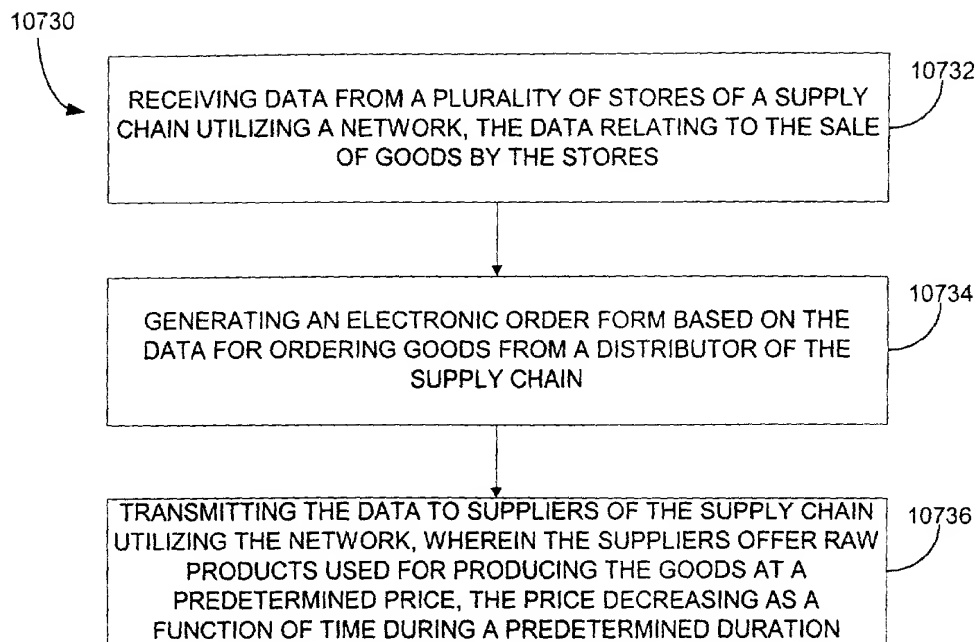 10730
RECEIVING DATA FROM A PLURALITY OF STORES OF A SUPPLY
CHAIN UTILIZING A NETWORK, THE DATA RELATING TO THE SALE
OF GOODS BY THE STORES
10732
GENERATING AN ELECTRONIC ORDER FORM BASED ON THE
DATA FOR ORDERING GOODS FROM A DISTRIBUTOR OF THE
SUPPLY CHAIN
10734
TRANSMITTING THE DATA TO SUPPLIERS OF THE SUPPLY CHAIN
UTILIZING THE NETWORK, WHEREIN THE SUPPLIERS OFFER RAW
PRODUCTS USED FOR PRODUCING THE GOODS AT A
PREDETERMINED PRICE, THE PRICE DECREASING AS A
FUNCTION OF TIME DURING A PREDETERMINED DURATION
10736